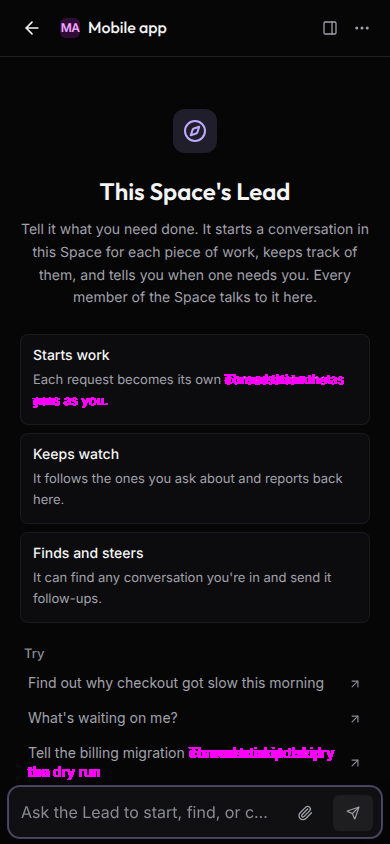 MA Mobile app
This Space's Lead
Tell it what you need done. It starts a conversation in
this Space for each piece of work, keeps track of
them, and tells you when one needs you. Every
member of the Space talks to it here.
Starts work
Each request becomes its own
as you.
Keeps watch
It follows the ones you ask about and reports back
here.
Finds and steers
It can find any conversation you're in and send it
follow-ups.
Try
Find out why checkout got slow this morning
What's waiting on me?
Tell the billing migration
dry run
Ask the Lead to start, find, or c...